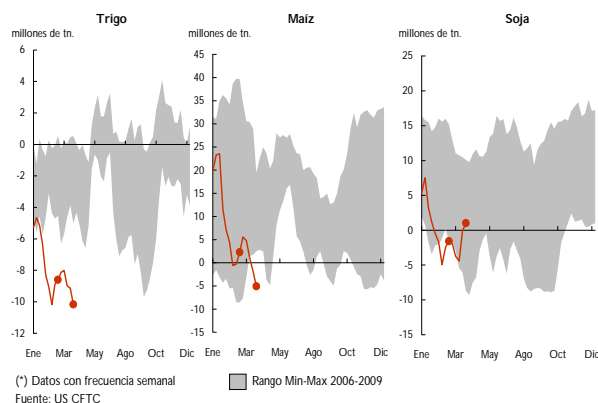 Trigo
millones de tn.
6
4
2
0
-2
-4
-6
-8
-10
-12
Ene Mar May Ago Oct Dic
Maíz
millones de tn.
45
40
35
30
25
20
15
10
5
0
-5
-10
-15
Ene Mar May Ago Oct Dic
Soja
millones de tn.
25
20
15
10
5
0
-5
-10
-15
Ene Mar May Ago Oct Dic
(*) Datos con frecuencia semanal
Rango Min-Max 2006-2009
Fuente: US CFTC